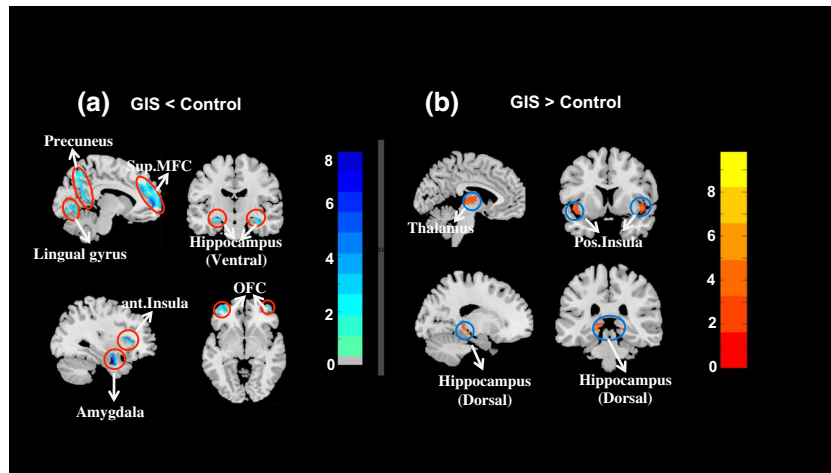 (a) GIS < Control
Precuneus
Sup.MFC
Lingual gyrus
Hippocampus
(Ventral)
ant.Insula
OFC
Amygdala
8
6
4
2
0
(b) GIS > Control
Thalamus
Pos.Insula
Hippocampus
(Dorsal)
Hippocampus
(Dorsal)
8
6
4
2
0